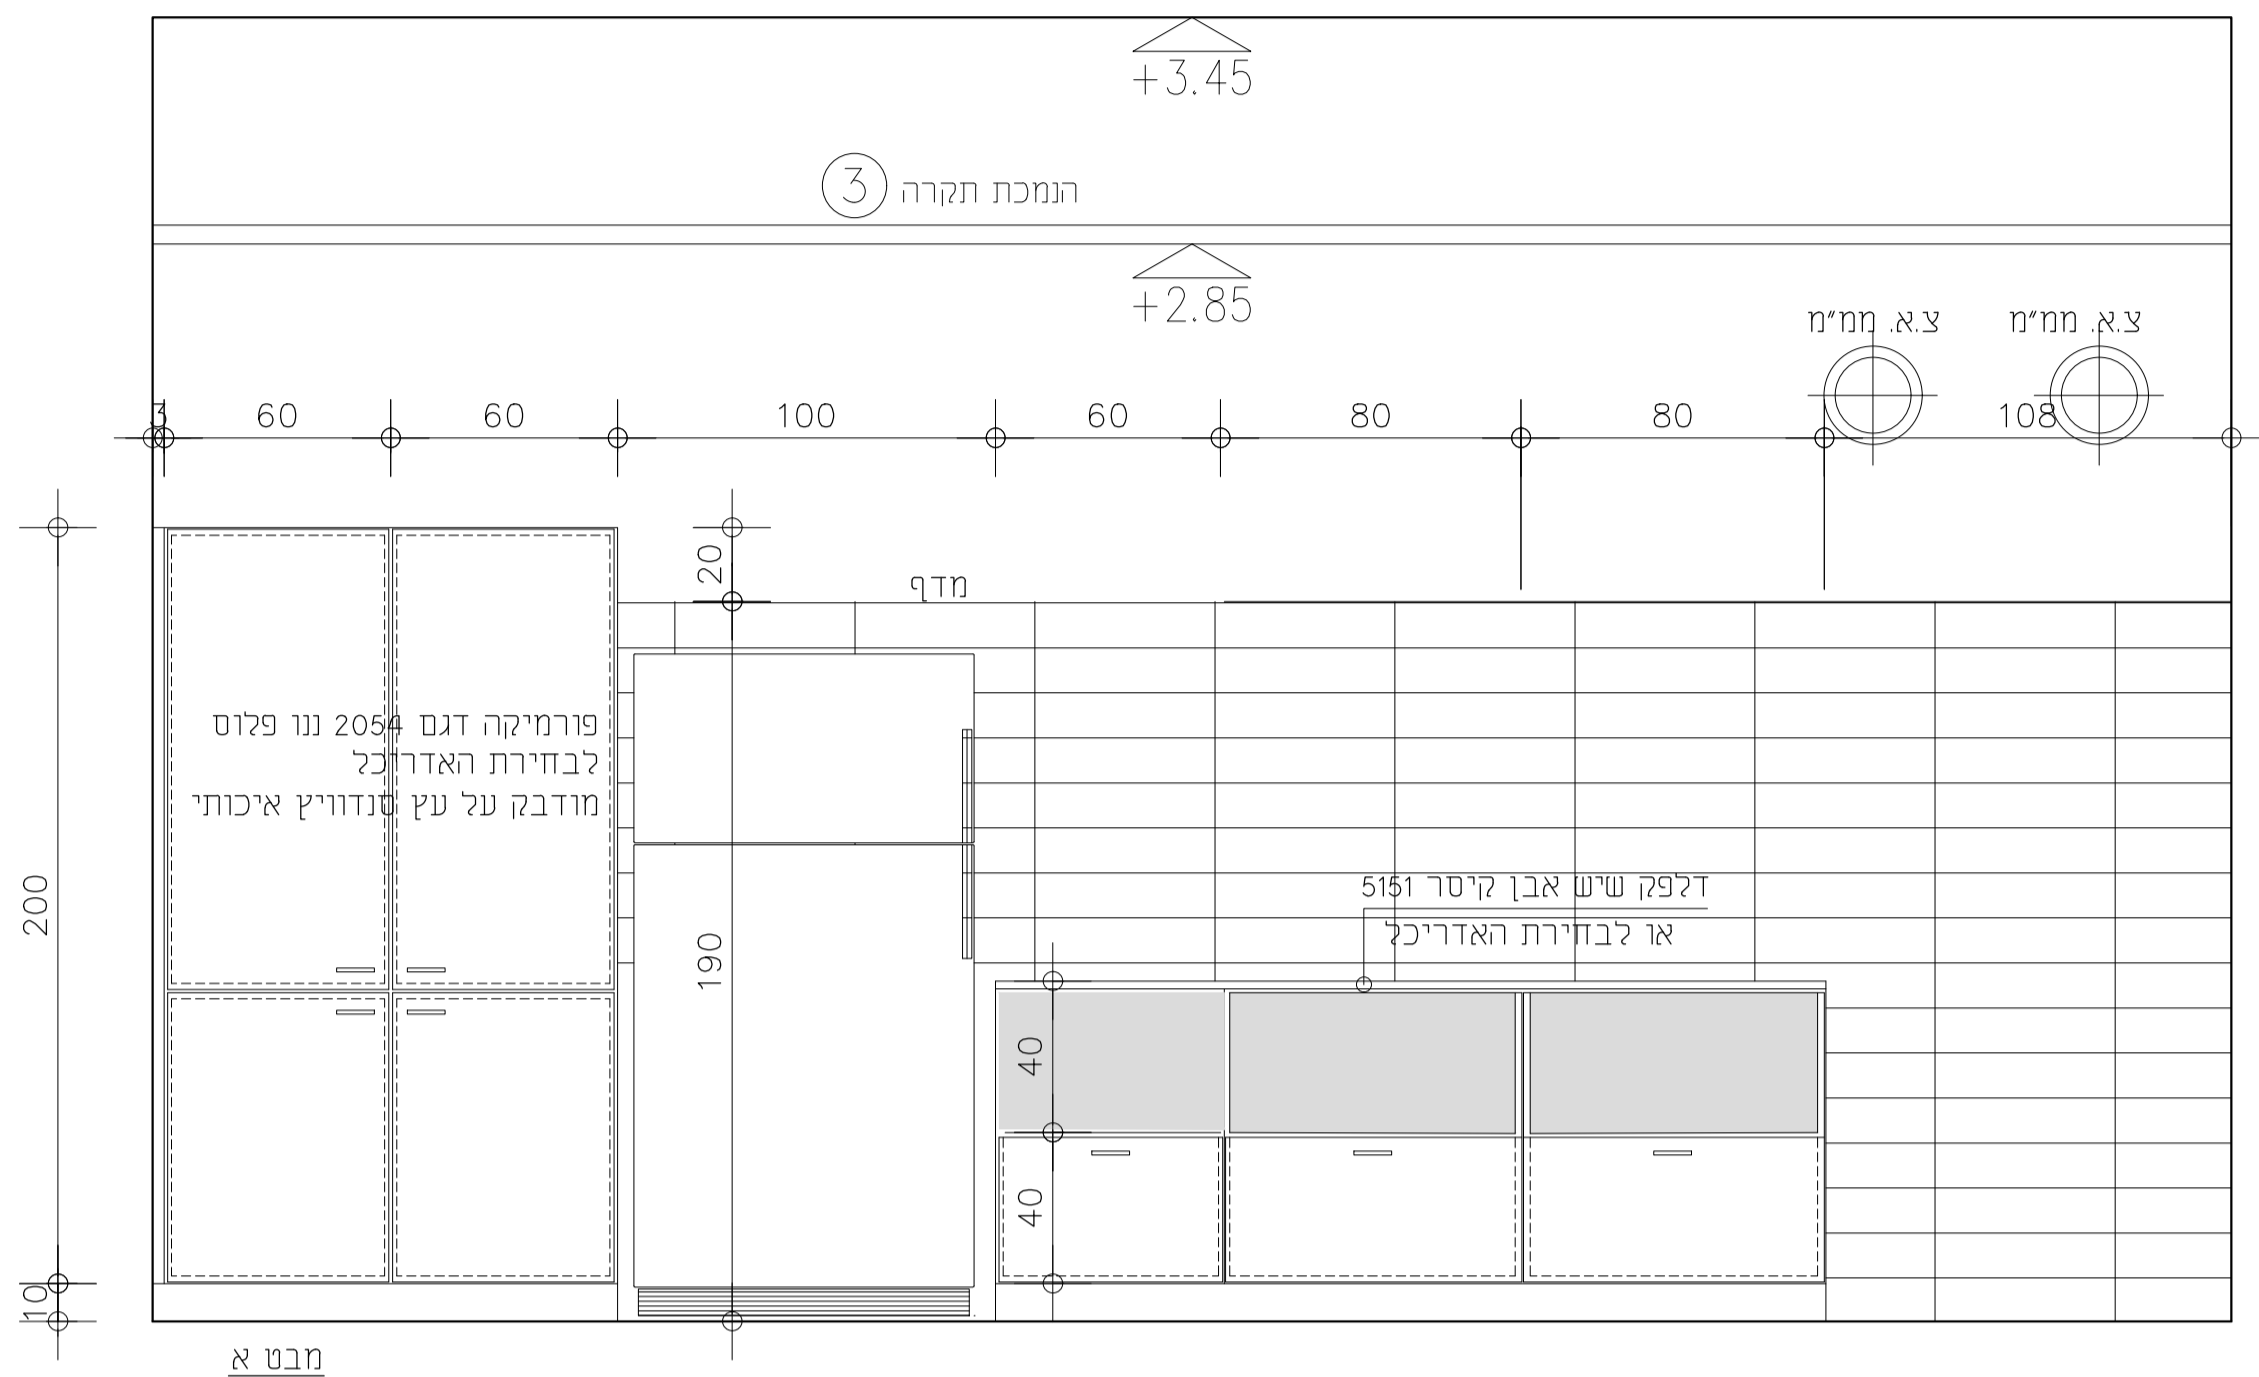 +3.45
הנמכת תקרה 3
+2.85
צ.א. ממ״מ
צ.א. ממ״מ
3
60
60
100
60
80
80
108
20
מדף
פורמיקה דגם 2054 ננו פלוס
לבחירת האדריכל
מודבק על עץ סנדוויץ איכותי
200
190
דלפק שיש אבן קיסר 5151
או לבחירת האדריכל
40
40
10
מבט א